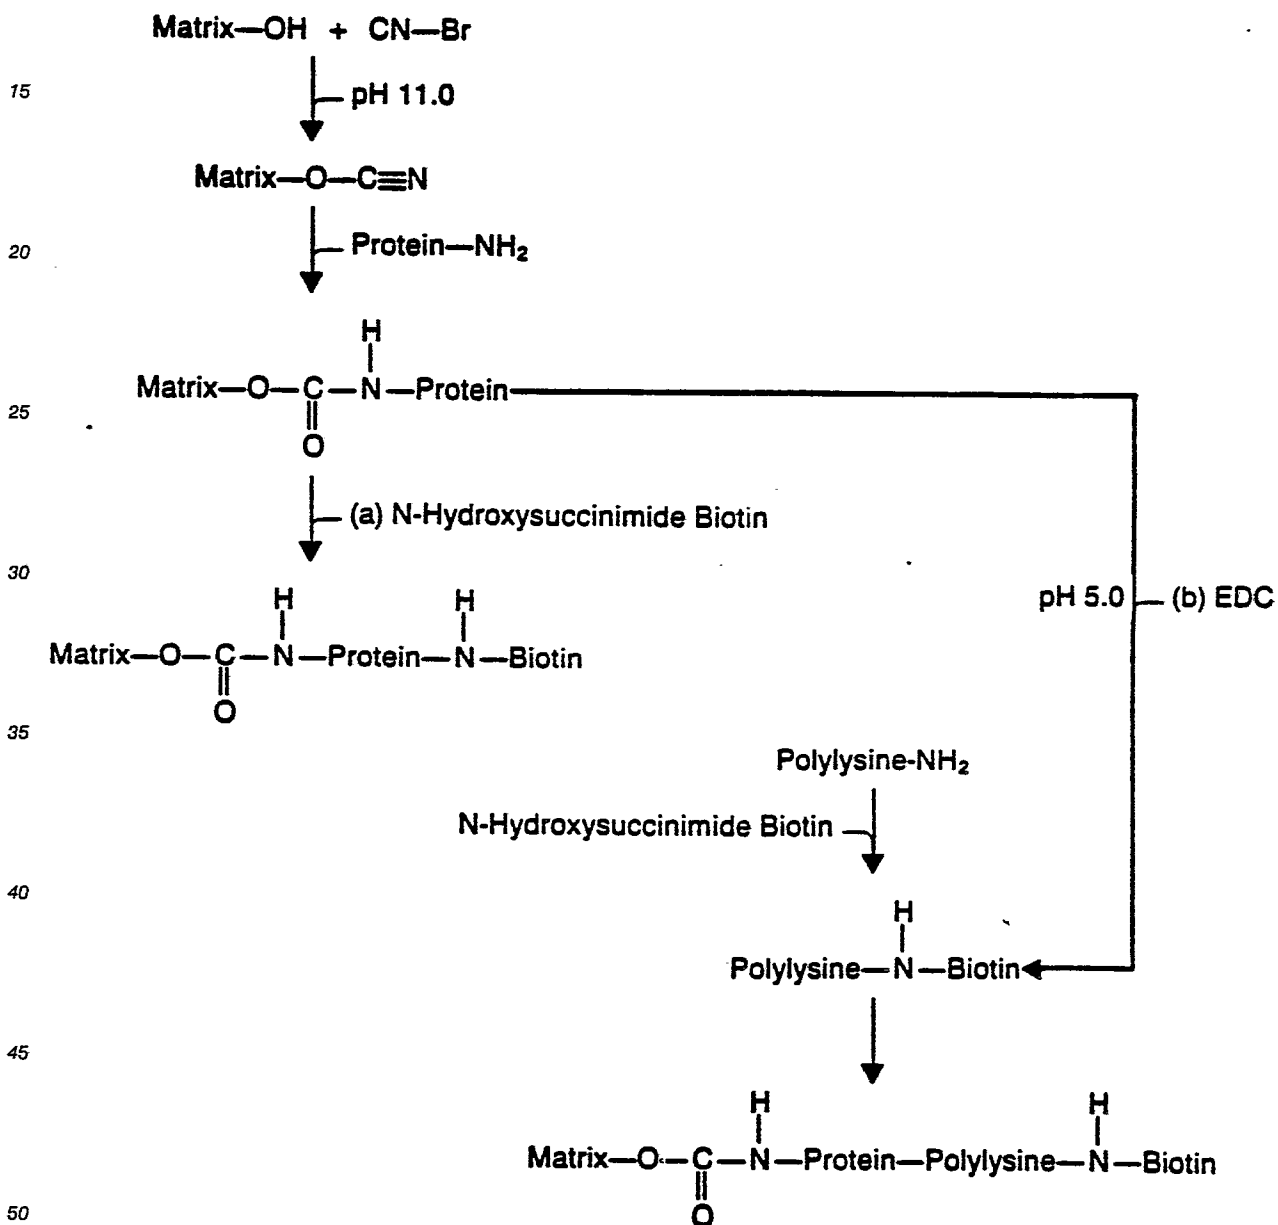 Matrix—OH + CN—Br
15
pH 11.0
Matrix—O—C≡N
20
Protein—NH₂
H
Matrix—O—C—N—Protein
25
O
(a) N-Hydroxysuccinimide Biotin
30
H H
pH 5.0 (b) EDC
Matrix—O—C—N—Protein—N—Biotin
O
35
Polylysine-NH₂
N-Hydroxysuccinimide Biotin
40
H
Polylysine—N—Biotin
45
H H
Matrix—O—C—N—Protein—Polylysine—N—Biotin
50
O